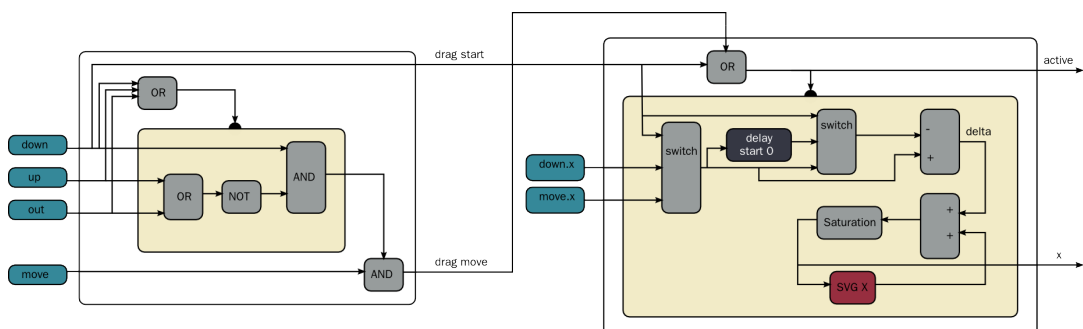 drag start
OR
active
OR
down
up
out
OR
NOT
AND
move
AND
drag move
switch
delay
start 0
switch
-
+
delta
down.x
move.x
Saturation
+
+
x
SVG X